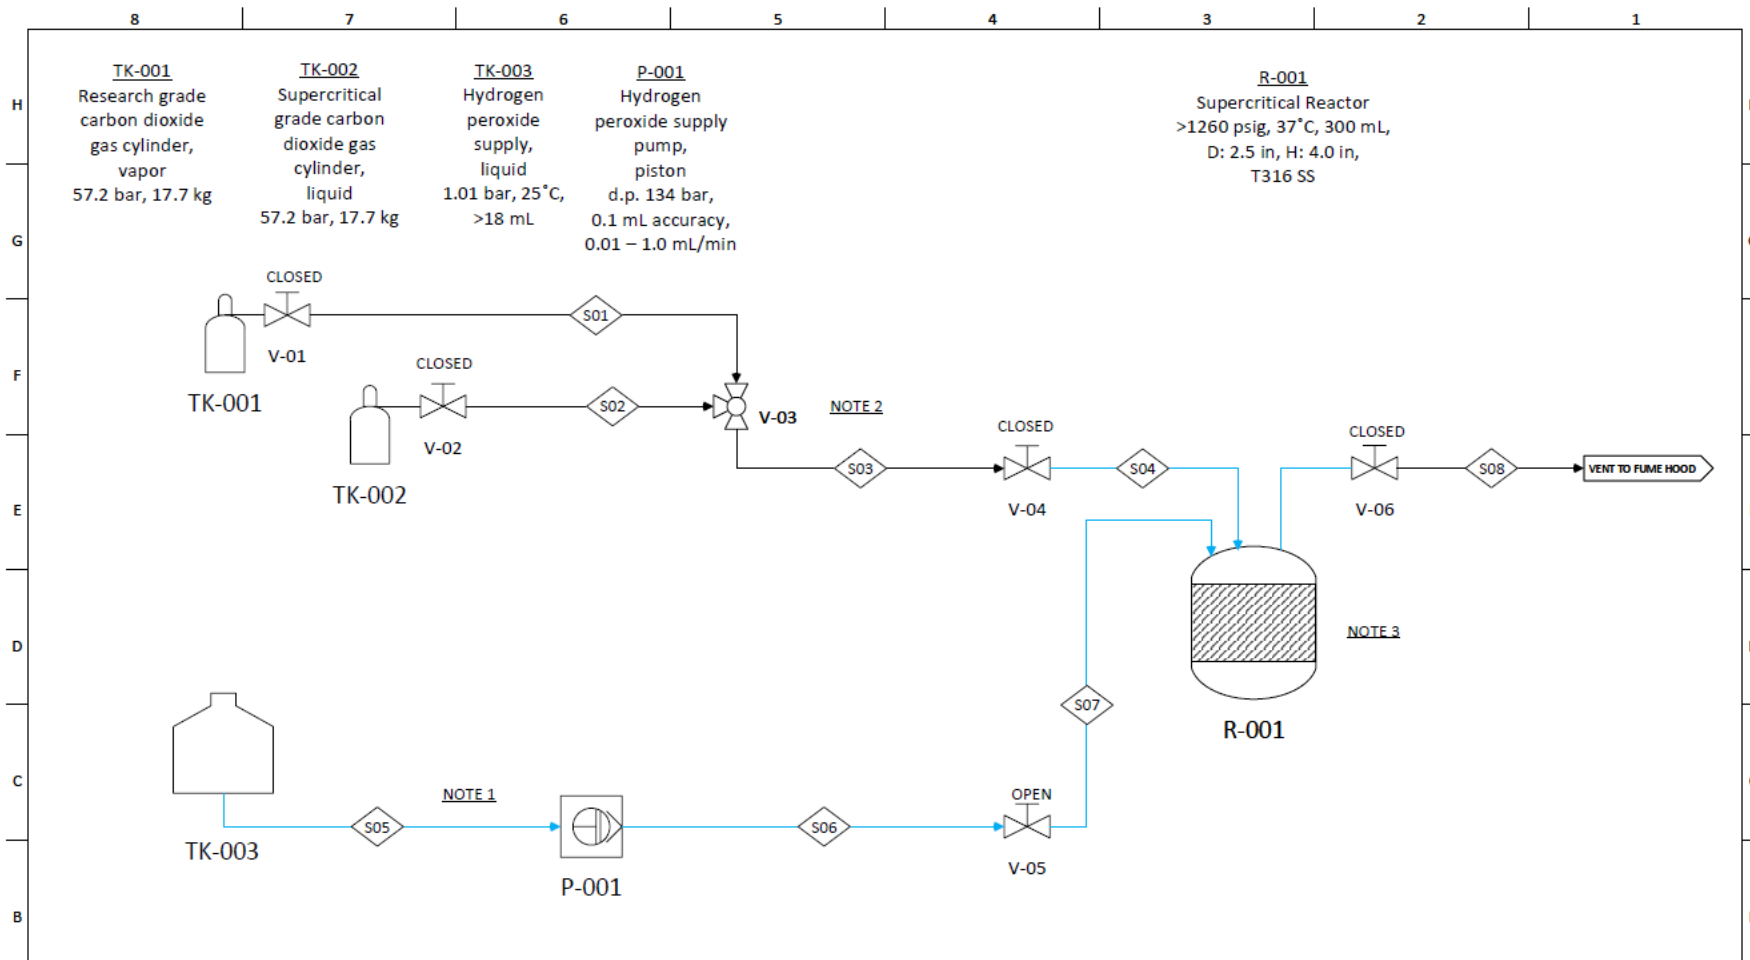 8 7 6 5 4 3 2 1
H
G
F
E
D
C
B
TK-001
Research grade
carbon dioxide
gas cylinder,
vapor
57.2 bar, 17.7 kg
TK-002
Supercritical
grade carbon
dioxide gas
cylinder,
liquid
57.2 bar, 17.7 kg
TK-003
Hydrogen
peroxide
supply,
liquid
1.01 bar, 25˚C,
>18 mL
P-001
Hydrogen
peroxide supply
pump,
piston
d.p. 134 bar,
0.1 mL accuracy,
0.01 – 1.0 mL/min
R-001
Supercritical Reactor
>1260 psig, 37˚C, 300 mL,
D: 2.5 in, H: 4.0 in,
T316 SS
CLOSED
S01
V-01
TK-001
CLOSED
S02
V-03
NOTE 2
V-02
TK-002
CLOSED
S03
S04
V-04
CLOSED
S08
VENT TO FUME HOOD
V-06
NOTE 3
S07
R-001
NOTE 1
OPEN
S05
S06
TK-003
V-05
P-001